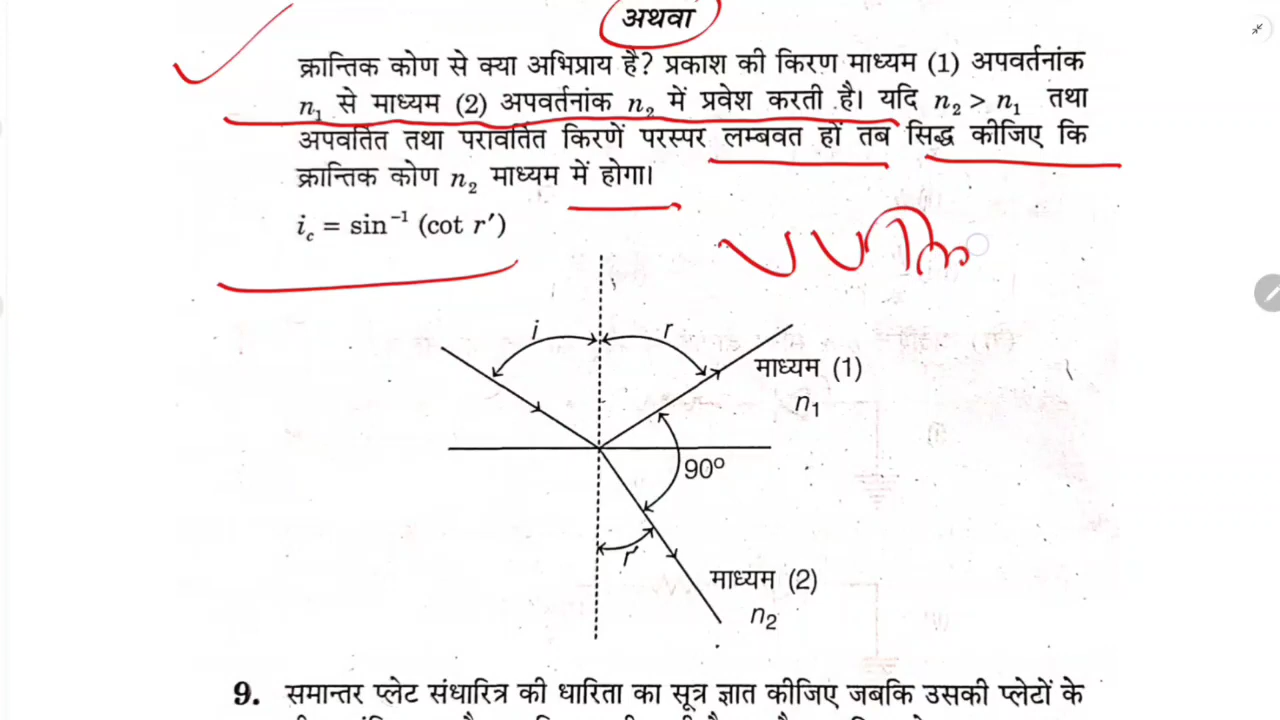 अथवा
क्रान्तिक कोण से क्या अभिप्राय है? प्रकाश की किरण माध्यम (1) अपवर्तनांक
n₁ से माध्यम (2) अपवर्तनांक n₂ में प्रवेश करती है। यदि n₂ > n₁ तथा
अपवर्तित तथा परावर्तित किरणें परस्पर लम्बवत हों तब सिद्ध कीजिए कि
क्रान्तिक कोण n₂ माध्यम में होगा।
i_c = sin⁻¹ (cot r′)
i
r
माध्यम (1)
n₁
90°
r′
माध्यम (2)
n₂
9. समान्तर प्लेट संधारित्र की धारिता का सूत्र ज्ञात कीजिए जबकि उसकी प्लेटों के